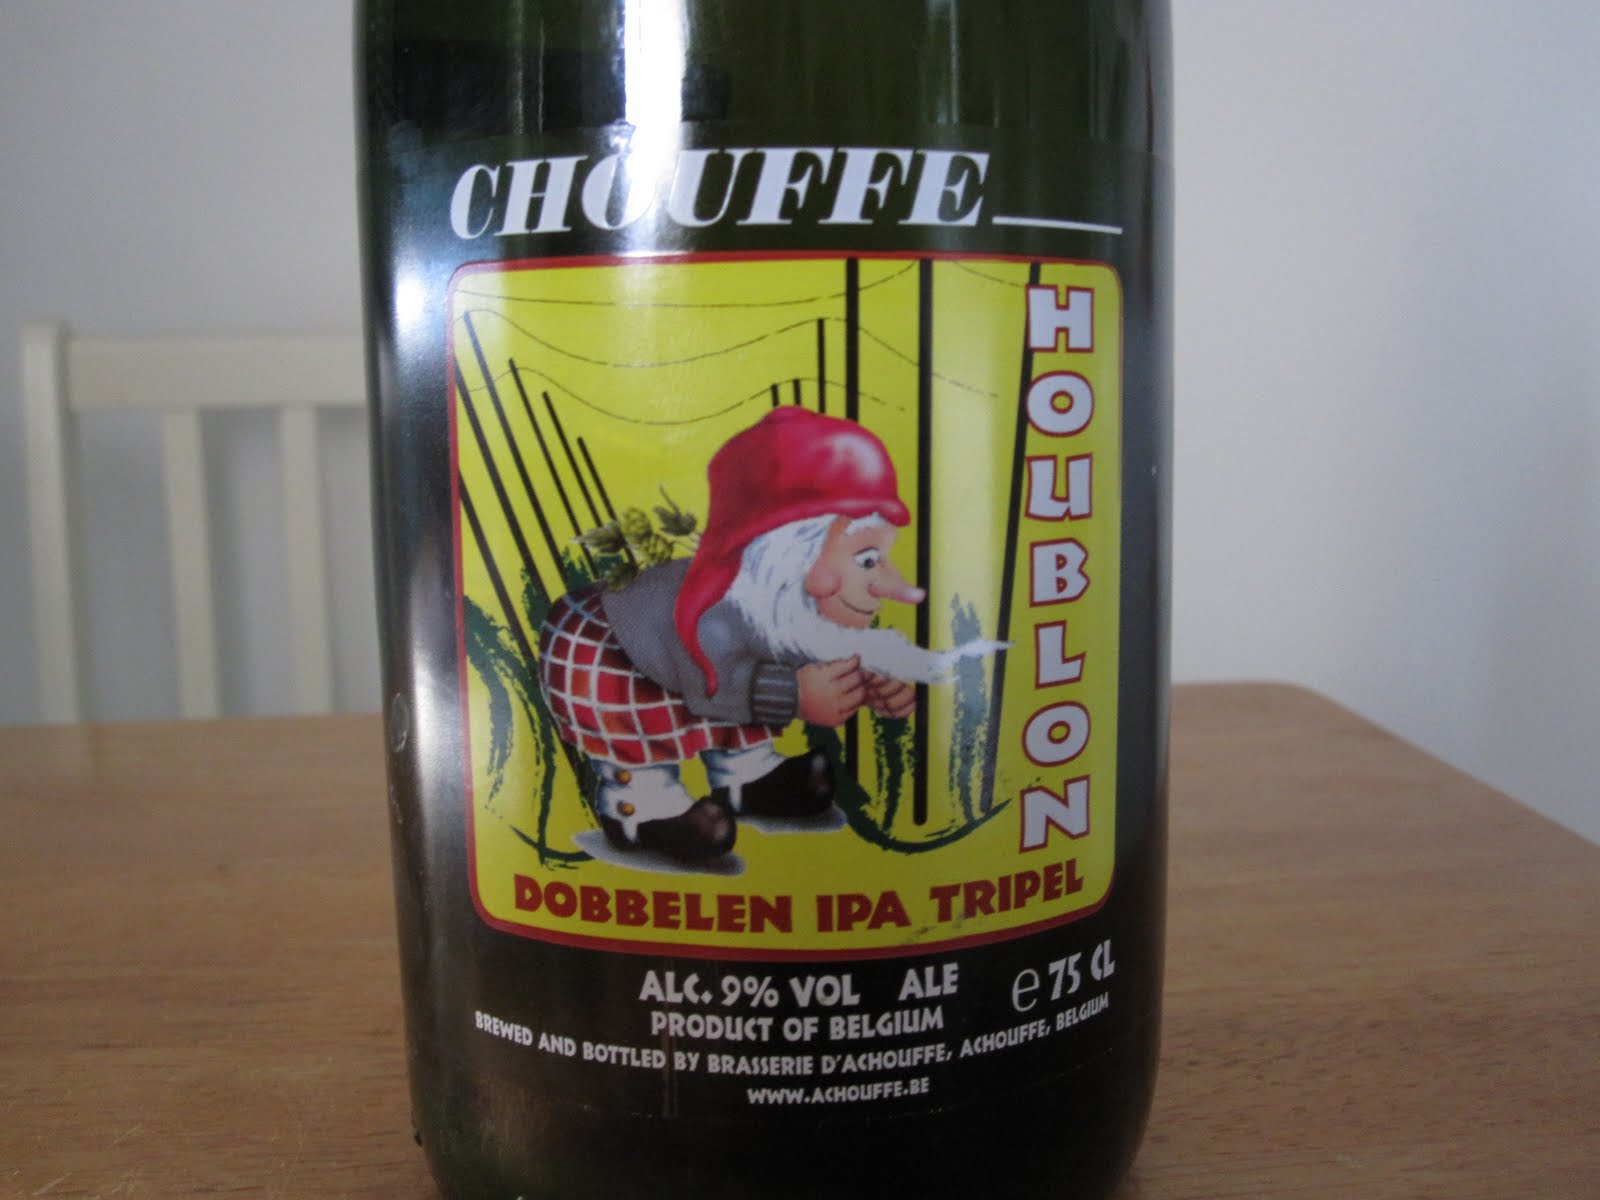 CHOUFFE
HOUBLON
DOBBELEN IPA TRIPEL
ALC. 9% VOL ALE e 75 CL
PRODUCT OF BELGIUM
BREWED AND BOTTLED BY BRASSERIE D'ACHOUFFE, ACHOUFFE, BELGIUM
WWW.ACHOUFFE.BE